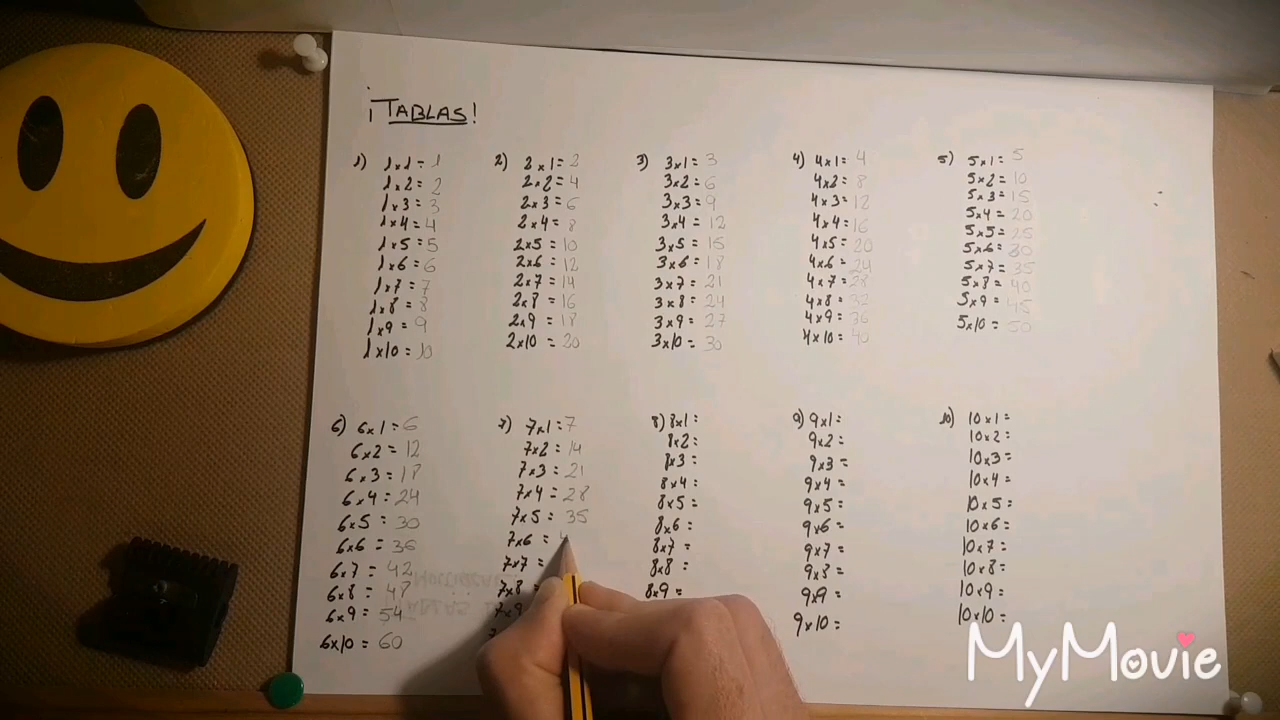 ¡TABLAS!
1) 1x1= 1
1x2= 2
1x3= 3
1x4= 4
1x5= 5
1x6= 6
1x7= 7
1x8= 8
1x9= 9
1x10= 10
2) 2x1= 2
2x2= 4
2x3= 6
2x4= 8
2x5= 10
2x6= 12
2x7= 14
2x8= 16
2x9= 18
2x10= 20
3) 3x1= 3
3x2= 6
3x3= 9
3x4= 12
3x5= 15
3x6= 18
3x7= 21
3x8= 24
3x9= 27
3x10= 30
4) 4x1= 4
4x2= 8
4x3= 12
4x4= 16
4x5= 20
4x6= 24
4x7= 28
4x8= 32
4x9= 36
4x10= 40
5) 5x1= 5
5x2= 10
5x3= 15
5x4= 20
5x5= 25
5x6= 30
5x7= 35
5x8= 40
5x9= 45
5x10= 50
6) 6x1= 6
6x2= 12
6x3= 18
6x4= 24
6x5= 30
6x6= 36
6x7= 42
6x8= 48
6x9= 54
6x10= 60
7) 7x1= 7
7x2= 14
7x3= 21
7x4= 28
7x5= 35
7x6= 4
7x7=
7x8
7x9
8) 8x1=
8x2=
8x3=
8x4=
8x5=
8x6=
8x7=
8x8=
8x9=
9) 9x1=
9x2=
9x3=
9x4=
9x5=
9x6=
9x7=
9x3=
9x9=
9x10=
10) 10x1=
10x2=
10x3=
10x4=
10x5=
10x6=
10x7=
10x8=
10x9=
10x10=
MyMovie